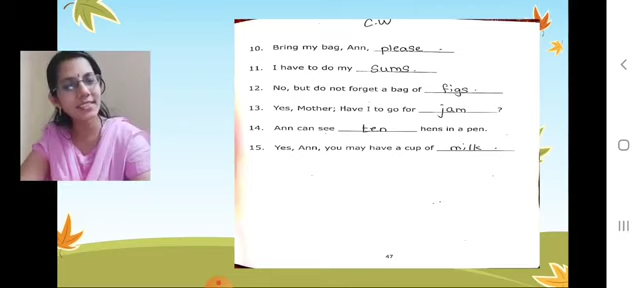 C.W
10. Bring my bag, Ann, please.
11. I have to do my sums.
12. No, but do not forget a bag of figs.
13. Yes, Mother; Have I to go for jam?
14. Ann can see ten hens in a pen.
15. Yes, Ann, you may have a cup of milk.
47